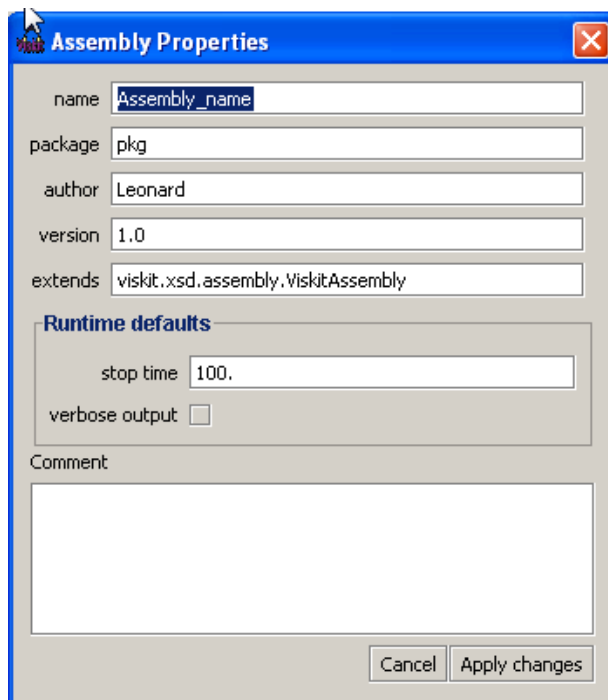 Assembly Properties
name Assembly_name
package pkg
author Leonard
version 1.0
extends viskit.xsd.assembly.ViskitAssembly
Runtime defaults
stop time 100.
verbose output
Comment
Cancel Apply changes